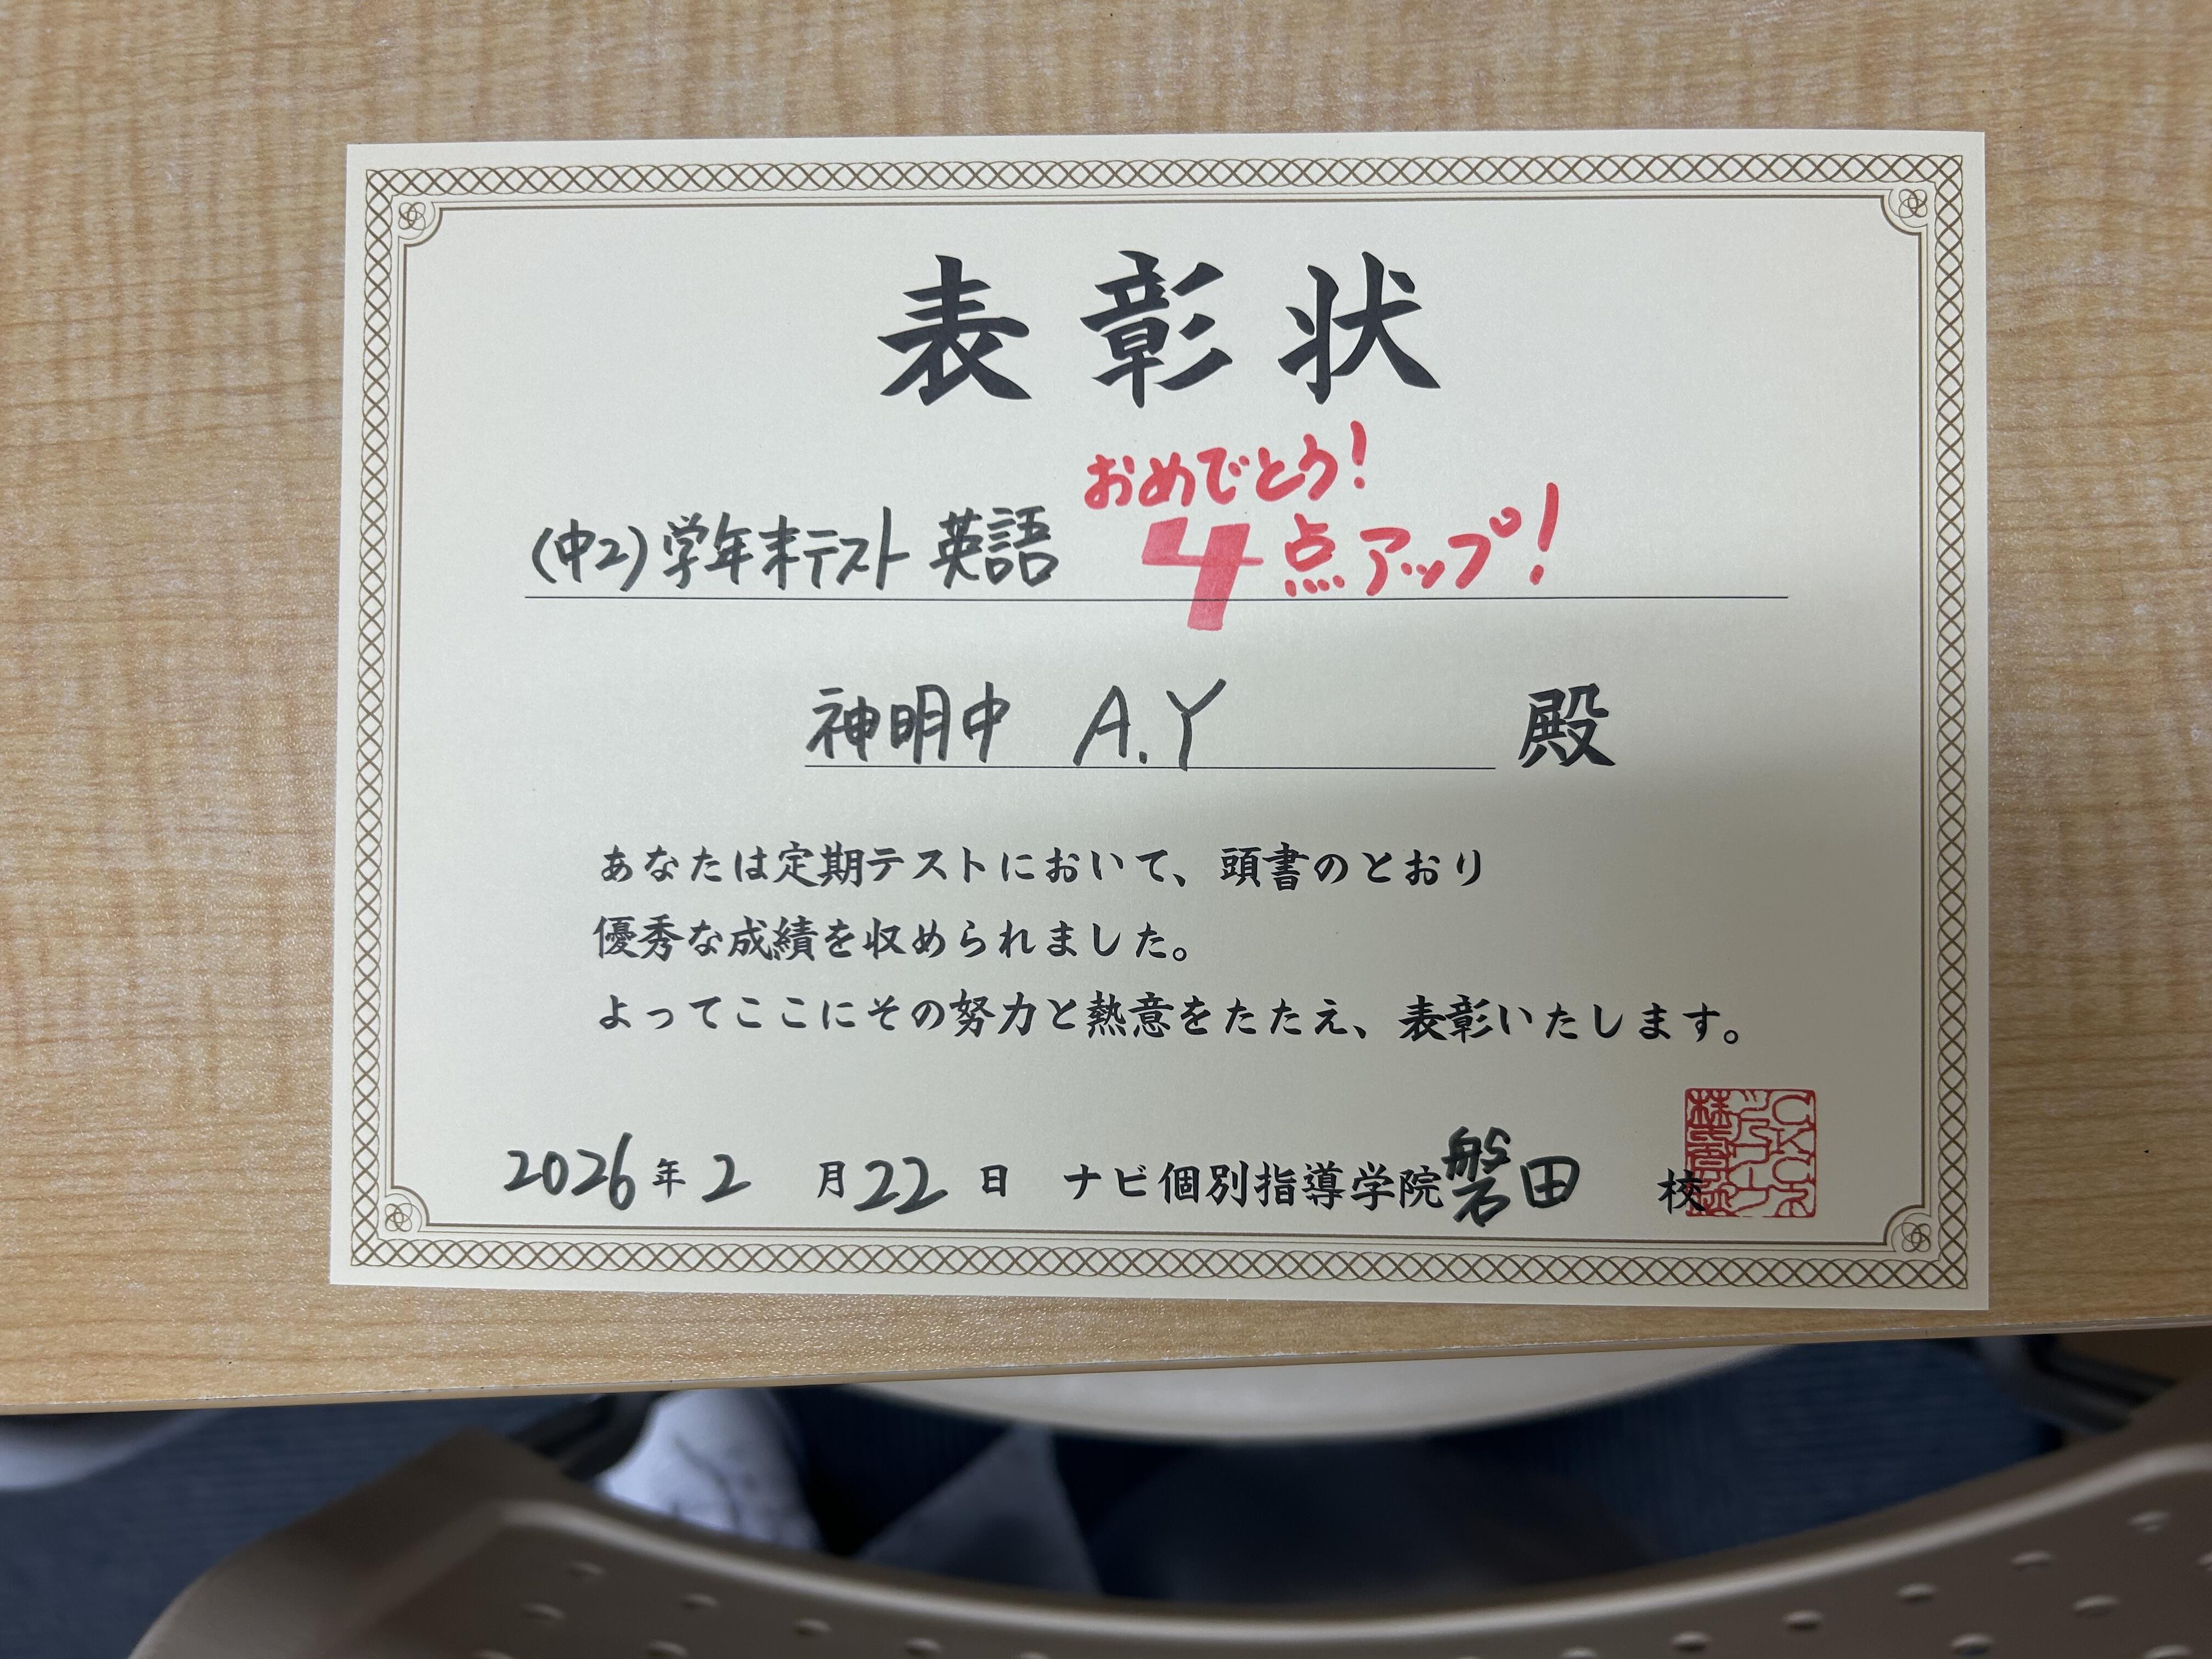 表彰状
おめでとう!
(中2)学年末テスト 英語 4点アップ!
神明中 A.Y 殿
あなたは定期テストにおいて、頭書のとおり
優秀な成績を収められました。
よってここにその努力と熱意をたたえ、表彰いたします。
2026年2月22日 ナビ個別指導学院磐田校